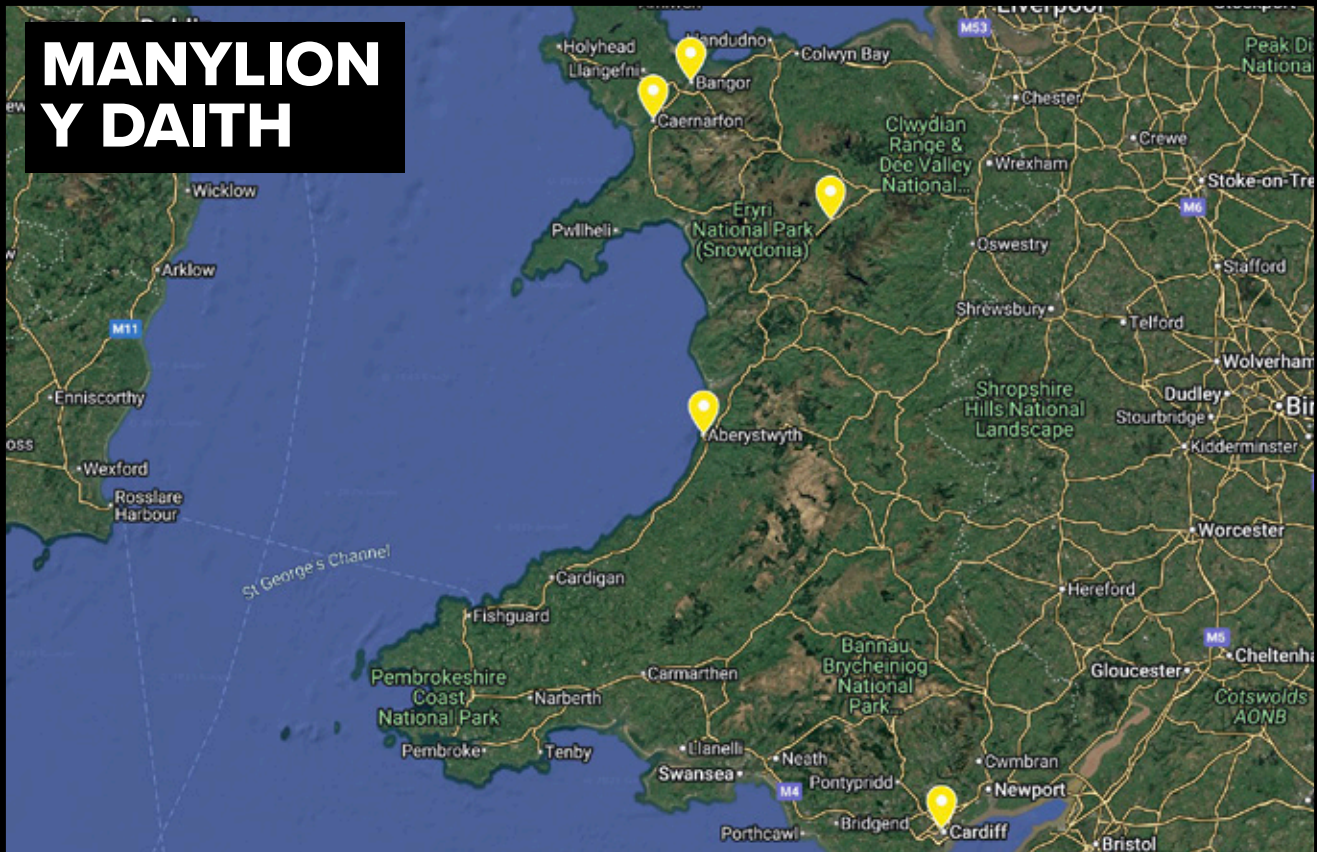 MANYLION
Y DAITH
Liverpool
M53
Holyhead
Llandudno
Colwyn Bay
Peak Di
National
Llangefni
Bangor
Chester
Caernarfon
Clwydian
Range &
Dee Valley
National...
Crewe
Wrexham
Stoke-on-Tre
M6
Wicklow
Eryri
National Park
(Snowdonia)
Pwllheli
Oswestry
Stafford
Arklow
Shrewsbury
Telford
M11
Wolverham
Enniscorthy
Shropshire
Hills National
Landscape
Dudley
Bir
Stourbridge
oss
Aberystwyth
Kidderminster
Wexford
Rosslare
Harbour
Worcester
St George's Channel
Cardigan
Hereford
Fishguard
M5
Bannau
Brycheiniog
National
Park...
Cheltenha
Gloucester
Pembrokeshire
Coast
National Park
Carmarthen
Narberth
Cotswolds
AONB
Pembroke
Tenby
Llanelli
Neath
Cwmbran
Swansea
Pontypridd
M4
Newport
Porthcawl
Bridgend
Cardiff
Bristol